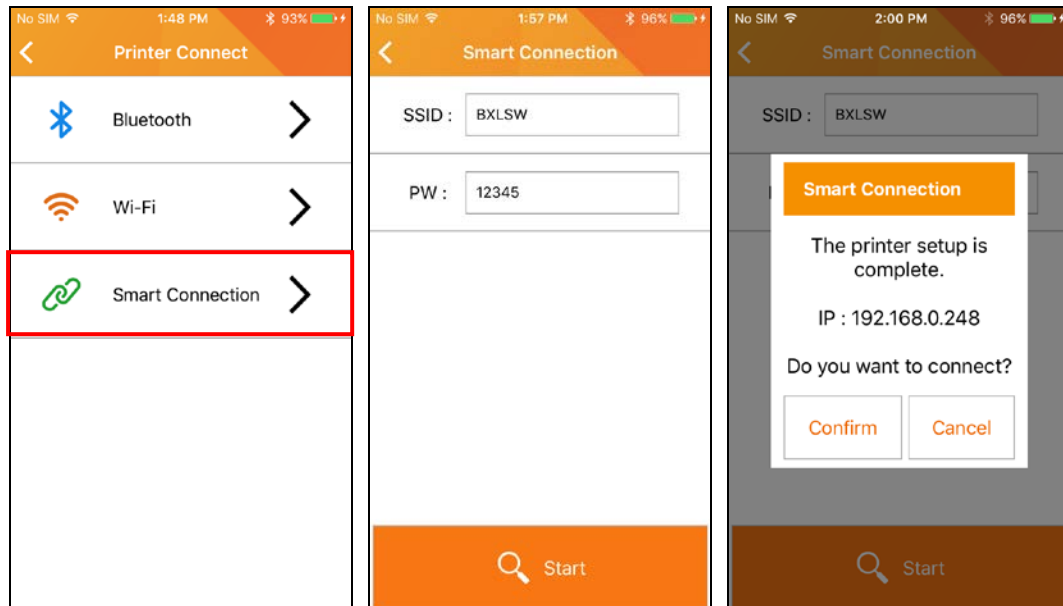 No SIM 1:48 PM 93%
Printer Connect
Bluetooth
Wi-Fi
Smart Connection
No SIM 1:57 PM 96%
Smart Connection
SSID : BXLSW
PW : 12345
Start
No SIM 2:00 PM 96%
Smart Connection
SSID : BXLSW
Smart Connection
The printer setup is
complete.
IP : 192.168.0.248
Do you want to connect?
Confirm Cancel
Start